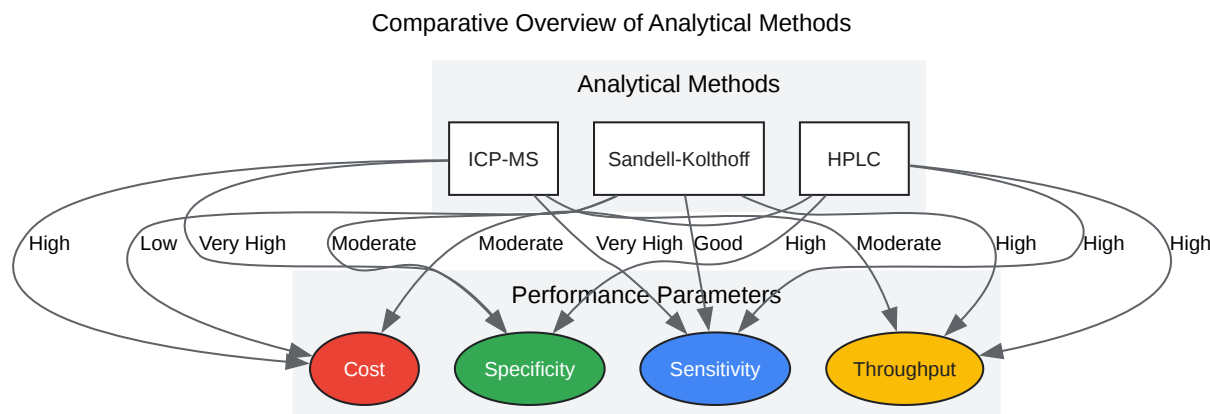 Comparative Overview of Analytical Methods
Analytical Methods
ICP-MS
Sandell-Kolthoff
HPLC
High
Low
Very High
Moderate
Moderate
Very High
Good
High
Moderate
High
High
High
Performance Parameters
Cost
Specificity
Sensitivity
Throughput